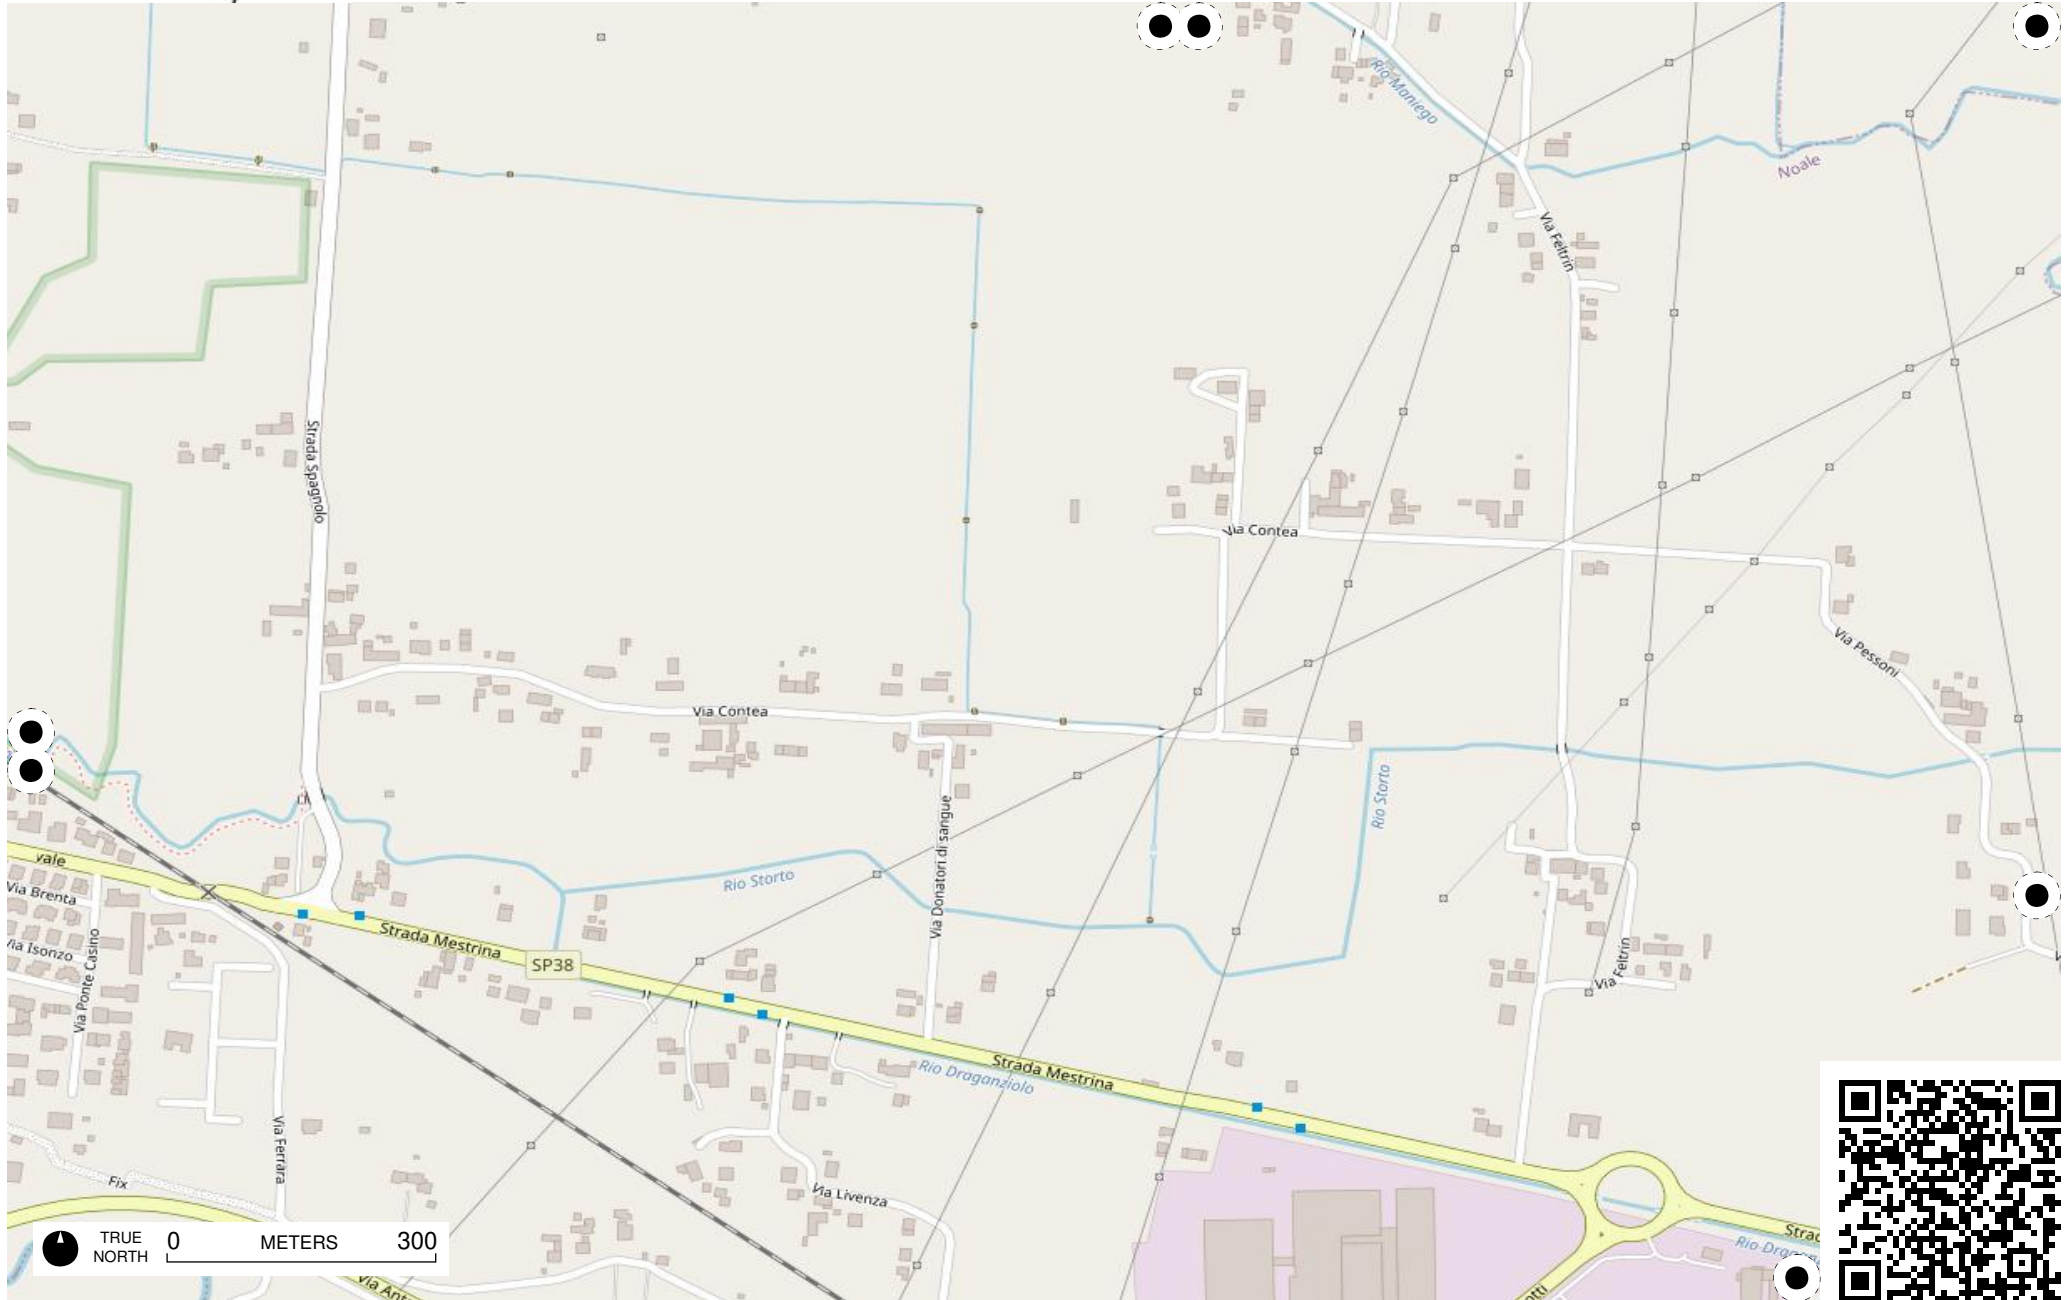 Rio Maniego
Noale
Via Feltrin
Strada Spagnolo
Via Contea
Via Pessoni
Via Contea
Rio Storto
Via Donatori di sangue
vale
Via Brenta
Rio Storto
Strada Mestrina
Via Isonzo
Via Ponte Casino
SP38
Via Feltrin
Strada Mestrina
Rio Draganziolo
Via Ferrara
Fix
Via Livenza
TRUE
NORTH
0 METERS 300